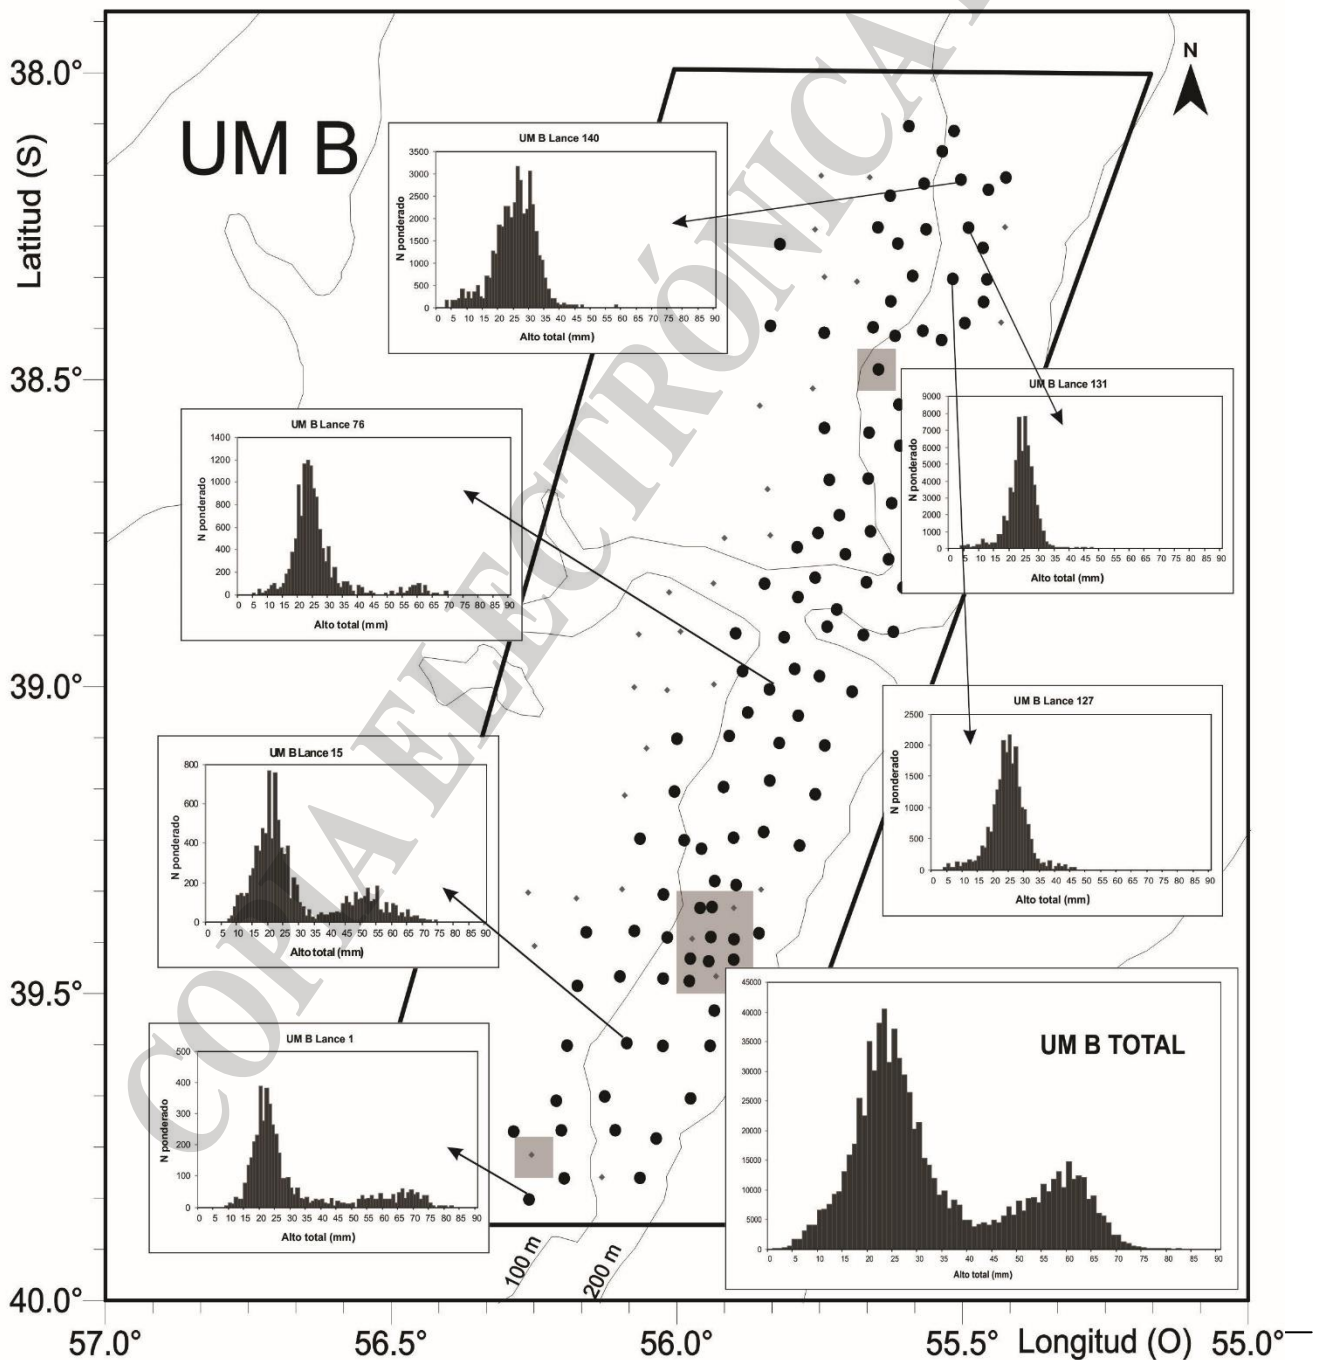 COPIA ELECTRÓNICA
UM B
N
Latitud (S)
38.0°
38.5°
39.0°
39.5°
40.0°
57.0°
56.5°
56.0°
55.5°
Longitud (O)
55.0°
100 m
200 m
UM B Lance 140
N ponderado
3500
3000
2500
2000
1500
1000
500
0
0 5 10 15 20 25 30 35 40 45 50 55 60 65 70 75 80 85 90
Alto total (mm)
UM B Lance 131
N ponderado
9000
8000
7000
6000
5000
4000
3000
2000
1000
0
0 5 10 15 20 25 30 35 40 45 50 55 60 65 70 75 80 85 90
Alto total (mm)
UM B Lance 76
N ponderado
1400
1200
1000
800
600
400
200
0
0 5 10 15 20 25 30 35 40 45 50 55 60 65 70 75 80 85 90
Alto total (mm)
UM B Lance 127
N ponderado
2500
2000
1500
1000
500
0
0 5 10 15 20 25 30 35 40 45 50 55 60 65 70 75 80 85 90
Alto total (mm)
UM B Lance 15
N ponderado
800
600
400
200
0
0 5 10 15 20 25 30 35 40 45 50 55 60 65 70 75 80 85 90
Alto total (mm)
UM B Lance 1
N ponderado
500
400
300
200
100
0
0 5 10 15 20 25 30 35 40 45 50 55 60 65 70 75 80 85 90
Alto total (mm)
UM B TOTAL
45000
40000
35000
30000
25000
20000
15000
10000
5000
0
0 5 10 15 20 25 30 35 40 45 50 55 60 65 70 75 80 85 90
Alto total (mm)